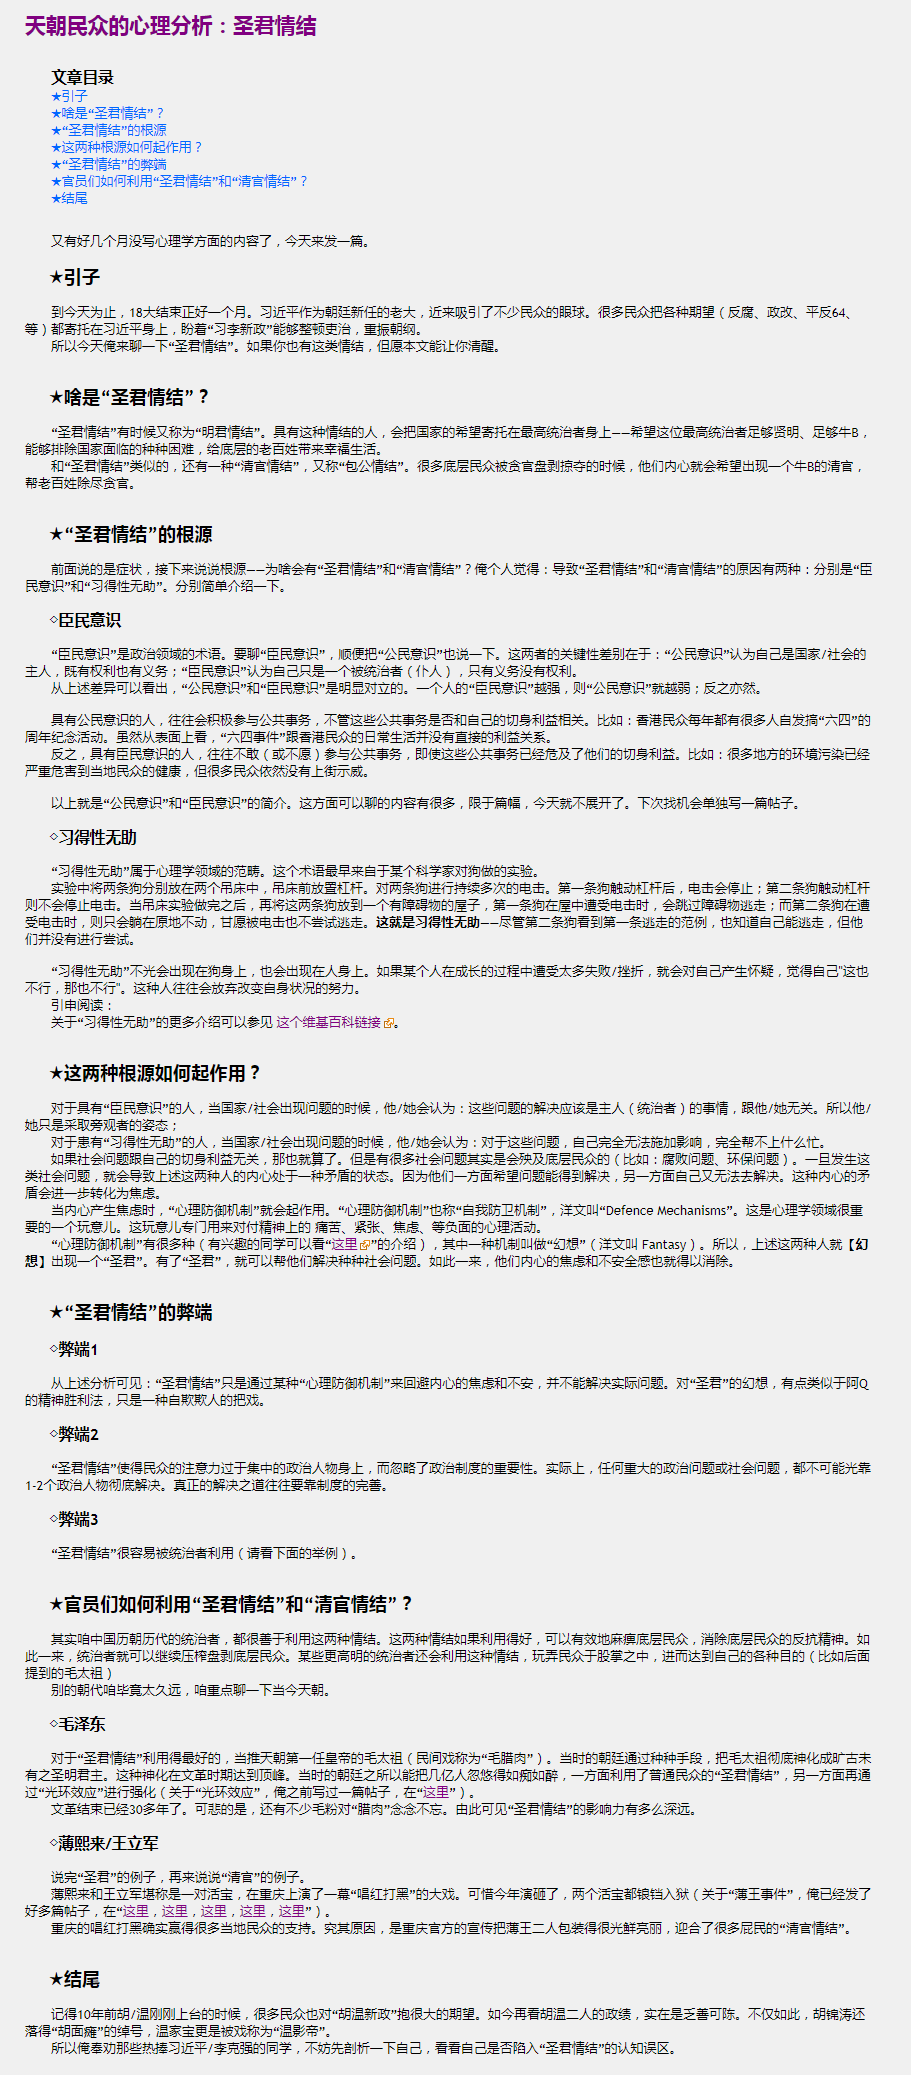 天朝民众的心理分析：圣君情结
文章目录
★引子
★啥是“圣君情结”？
★“圣君情结”的根源
★这两种根源如何起作用？
★“圣君情结”的弊端
★官员们如何利用“圣君情结”和“清官情结”？
★结尾
又有好几个月没写心理学方面的内容了，今天来发一篇。
★引子
到今天为止，18大结束正好一个月。习近平作为朝廷新任的老大，近来吸引了不少民众的眼球。很多民众把各种期望（反腐、政改、平反64、
等）都寄托在习近平身上，盼着“习李新政”能够整顿吏治，重振朝纲。
所以今天俺来聊一下“圣君情结”。如果你也有这类情结，但愿本文能让你清醒。
★啥是“圣君情结”？
“圣君情结”有时候又称为“明君情结”。具有这种情结的人，会把国家的希望寄托在最高统治者身上——希望这位最高统治者足够贤明、足够牛B，
能够排除国家面临的种种困难，给底层的老百姓带来幸福生活。
和“圣君情结”类似的，还有一种“清官情结”，又称“包公情结”。很多底层民众被贪官盘剥掠夺的时候，他们内心就会希望出现一个牛B的清官，
帮老百姓除尽贪官。
★“圣君情结”的根源
前面说的是症状，接下来说说根源——为啥会有“圣君情结”和“清官情结”？俺个人觉得：导致“圣君情结”和“清官情结”的原因有两种：分别是“臣
民意识”和“习得性无助”。分别简单介绍一下。
◇臣民意识
“臣民意识”是政治领域的术语。要聊“臣民意识”，顺便把“公民意识”也说一下。这两者的关键性差别在于：“公民意识”认为自己是国家/社会的
主人，既有权利也有义务；“臣民意识”认为自己只是一个被统治者（仆人），只有义务没有权利。
从上述差异可以看出，“公民意识”和“臣民意识”是明显对立的。一个人的“臣民意识”越强，则“公民意识”就越弱；反之亦然。
具有公民意识的人，往往会积极参与公共事务，不管这些公共事务是否和自己的切身利益相关。比如：香港民众每年都有很多人自发搞“六四”的
周年纪念活动。虽然从表面上看，“六四事件”跟香港民众的日常生活并没有直接的利益关系。
反之，具有臣民意识的人，往往不敢（或不愿）参与公共事务，即使这些公共事务已经危及了他们的切身利益。比如：很多地方的环境污染已经
严重危害到当地民众的健康，但很多民众依然没有上街示威。
以上就是“公民意识”和“臣民意识”的简介。这方面可以聊的内容有很多，限于篇幅，今天就不展开了。下次找机会单独写一篇帖子。
◇习得性无助
“习得性无助”属于心理学领域的范畴。这个术语最早来自于某个科学家对狗做的实验。
实验中将两条狗分别放在两个吊床中，吊床前放置杠杆。对两条狗进行持续多次的电击。第一条狗触动杠杆后，电击会停止；第二条狗触动杠杆
则不会停止电击。当吊床实验做完之后，再将这两条狗放到一个有障碍物的屋子，第一条狗在屋中遭受电击时，会跳过障碍物逃走；而第二条狗在遭
受电击时，则只会躺在原地不动，甘愿被电击也不尝试逃走。这就是习得性无助——尽管第二条狗看到第一条逃走的范例，也知道自己能逃走，但他
们并没有进行尝试。
“习得性无助”不光会出现在狗身上，也会出现在人身上。如果某个人在成长的过程中遭受太多失败/挫折，就会对自己产生怀疑，觉得自己"这也
不行，那也不行"。这种人往往会放弃改变自身状况的努力。
引申阅读：
关于“习得性无助”的更多介绍可以参见 这个维基百科链接。
★这两种根源如何起作用？
对于具有“臣民意识”的人，当国家/社会出现问题的时候，他/她会认为：这些问题的解决应该是主人（统治者）的事情，跟他/她无关。所以他/
她只是采取旁观者的姿态；
对于患有“习得性无助”的人，当国家/社会出现问题的时候，他/她会认为：对于这些问题，自己完全无法施加影响，完全帮不上什么忙。
如果社会问题跟自己的切身利益无关，那也就算了。但是有很多社会问题其实是会殃及底层民众的（比如：腐败问题、环保问题）。一旦发生这
类社会问题，就会导致上述这两种人的内心处于一种矛盾的状态。因为他们一方面希望问题能得到解决，另一方面自己又无法去解决。这种内心的矛
盾会进一步转化为焦虑。
当内心产生焦虑时，“心理防御机制”就会起作用。“心理防御机制”也称“自我防卫机制”，洋文叫“Defence Mechanisms”。这是心理学领域很重
要的一个玩意儿。这玩意儿专门用来对付精神上的 痛苦、紧张、焦虑、等负面的心理活动。
“心理防御机制”有很多种（有兴趣的同学可以看“这里”的介绍），其中一种机制叫做“幻想”（洋文叫 Fantasy）。所以，上述这两种人就【幻
想】出现一个“圣君”。有了“圣君”，就可以帮他们解决种种社会问题。如此一来，他们内心的焦虑和不安全感也就得以消除。
★“圣君情结”的弊端
◇弊端1
从上述分析可见：“圣君情结”只是通过某种“心理防御机制”来回避内心的焦虑和不安，并不能解决实际问题。对“圣君”的幻想，有点类似于阿Q
的精神胜利法，只是一种自欺欺人的把戏。
◇弊端2
“圣君情结”使得民众的注意力过于集中的政治人物身上，而忽略了政治制度的重要性。实际上，任何重大的政治问题或社会问题，都不可能光靠
1-2个政治人物彻底解决。真正的解决之道往往要靠制度的完善。
◇弊端3
“圣君情结”很容易被统治者利用（请看下面的举例）。
★官员们如何利用“圣君情结”和“清官情结”？
其实咱中国历朝历代的统治者，都很善于利用这两种情结。这两种情结如果利用得好，可以有效地麻痹底层民众，消除底层民众的反抗精神。如
此一来，统治者就可以继续压榨盘剥底层民众。某些更高明的统治者还会利用这种情结，玩弄民众于股掌之中，进而达到自己的各种目的（比如后面
提到的毛太祖）
别的朝代咱毕竟太久远，咱重点聊一下当今天朝。
◇毛泽东
对于“圣君情结”利用得最好的，当推天朝第一任皇帝的毛太祖（民间戏称为“毛腊肉”）。当时的朝廷通过种种手段，把毛太祖彻底神化成旷古未
有之圣明君主。这种神化在文革时期达到顶峰。当时的朝廷之所以能把几亿人忽悠得如痴如醉，一方面利用了普通民众的“圣君情结”，另一方面再通
过“光环效应”进行强化（关于“光环效应”，俺之前写过一篇帖子，在“这里”）。
文革结束已经30多年了。可悲的是，还有不少毛粉对“腊肉”念念不忘。由此可见“圣君情结”的影响力有多么深远。
◇薄熙来/王立军
说完“圣君”的例子，再来说说“清官”的例子。
薄熙来和王立军堪称是一对活宝，在重庆上演了一幕“唱红打黑”的大戏。可惜今年演砸了，两个活宝都锒铛入狱（关于“薄王事件”，俺已经发了
好多篇帖子，在“这里，这里，这里，这里，这里”）。
重庆的唱红打黑确实赢得很多当地民众的支持。究其原因，是重庆官方的宣传把薄王二人包装得很光鲜亮丽，迎合了很多屁民的“清官情结”。
★结尾
记得10年前胡/温刚刚上台的时候，很多民众也对“胡温新政”抱很大的期望。如今再看胡温二人的政绩，实在是乏善可陈。不仅如此，胡锦涛还
落得“胡面瘫”的绰号，温家宝更是被戏称为“温影帝”。
所以俺奉劝那些热捧习近平/李克强的同学，不妨先剖析一下自己，看看自己是否陷入“圣君情结”的认知误区。